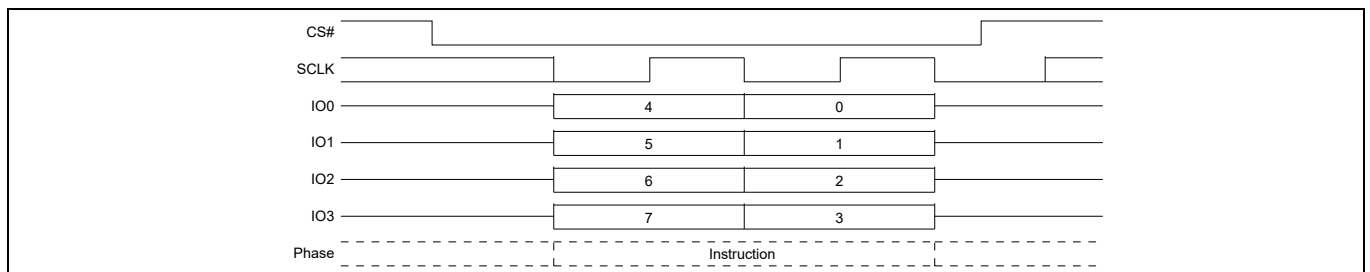 CS#
SCLK
IO0 4 0
IO1 5 1
IO2 6 2
IO3 7 3
Phase Instruction